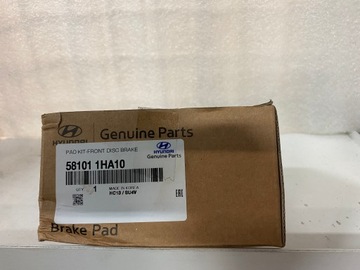 HYUNDAI
Genuine Parts
PAD KIT-FRONT DISC BRAKE
58101 1HA10
HYUNDAI
Genuine Parts
QTY 1
MADE IN KOREA
Brake Pad